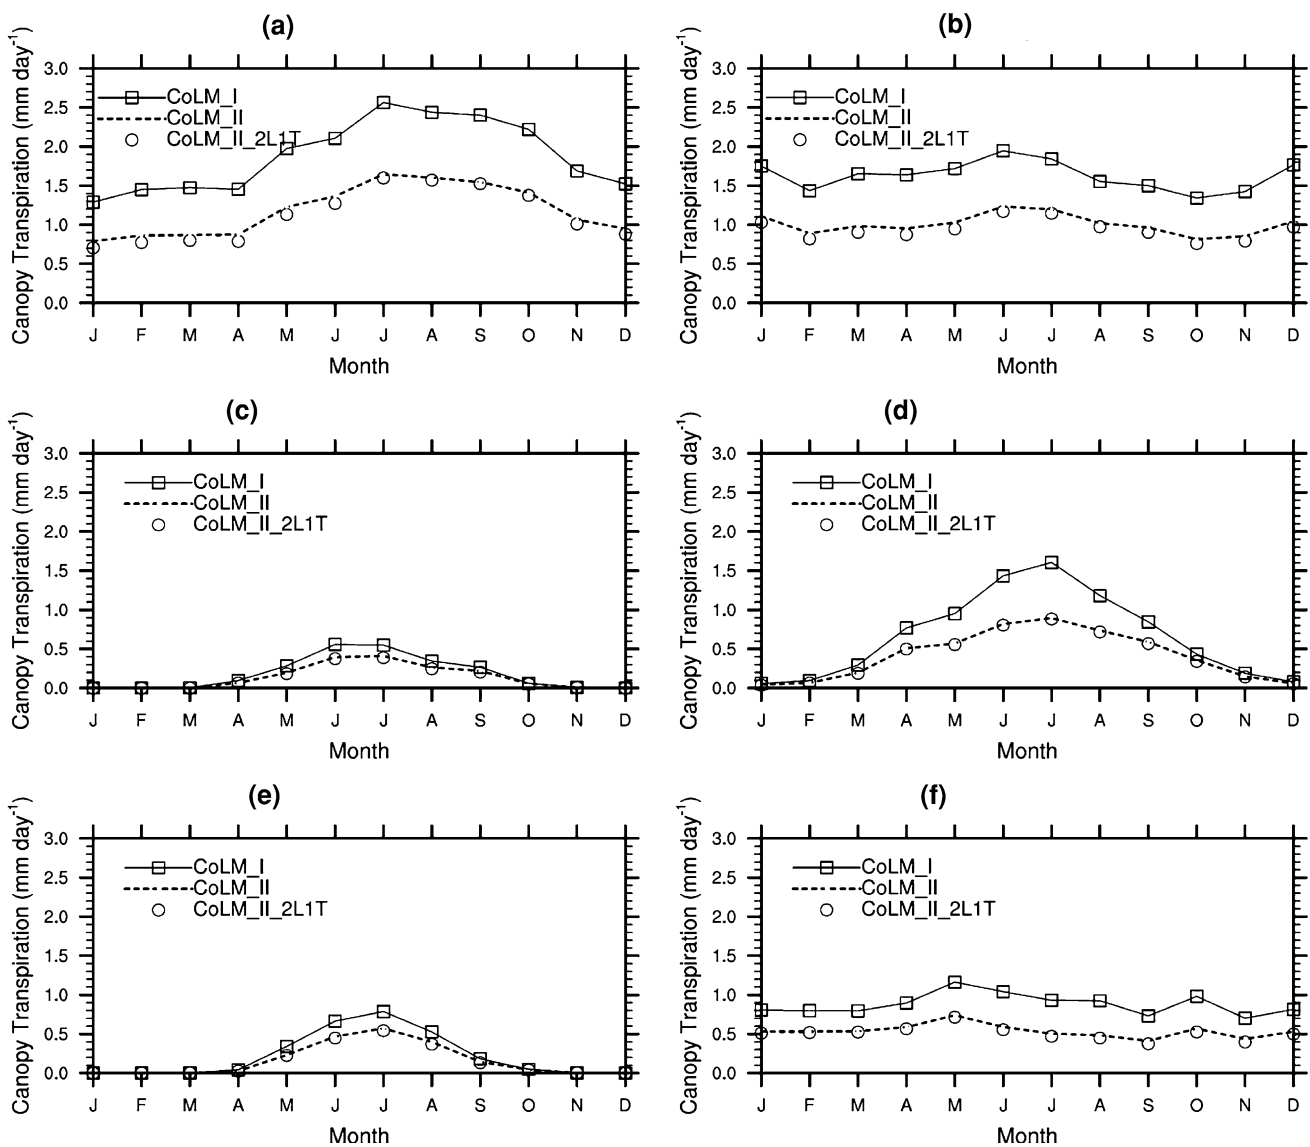 (a)
Canopy Transpiration (mm day-1)
3.0
2.5
2.0
1.5
1.0
0.5
0.0
CoLM_I
CoLM_II
CoLM_II_2L1T
J F M A M J J A S O N D
Month
(b)
Canopy Transpiration (mm day-1)
3.0
2.5
2.0
1.5
1.0
0.5
0.0
CoLM_I
CoLM_II
CoLM_II_2L1T
J F M A M J J A S O N D
Month
(c)
Canopy Transpiration (mm day-1)
3.0
2.5
2.0
1.5
1.0
0.5
0.0
CoLM_I
CoLM_II
CoLM_II_2L1T
J F M A M J J A S O N D
Month
(d)
Canopy Transpiration (mm day-1)
3.0
2.5
2.0
1.5
1.0
0.5
0.0
CoLM_I
CoLM_II
CoLM_II_2L1T
J F M A M J J A S O N D
Month
(e)
Canopy Transpiration (mm day-1)
3.0
2.5
2.0
1.5
1.0
0.5
0.0
CoLM_I
CoLM_II
CoLM_II_2L1T
J F M A M J J A S O N D
Month
(f)
Canopy Transpiration (mm day-1)
3.0
2.5
2.0
1.5
1.0
0.5
0.0
CoLM_I
CoLM_II
CoLM_II_2L1T
J F M A M J J A S O N D
Month